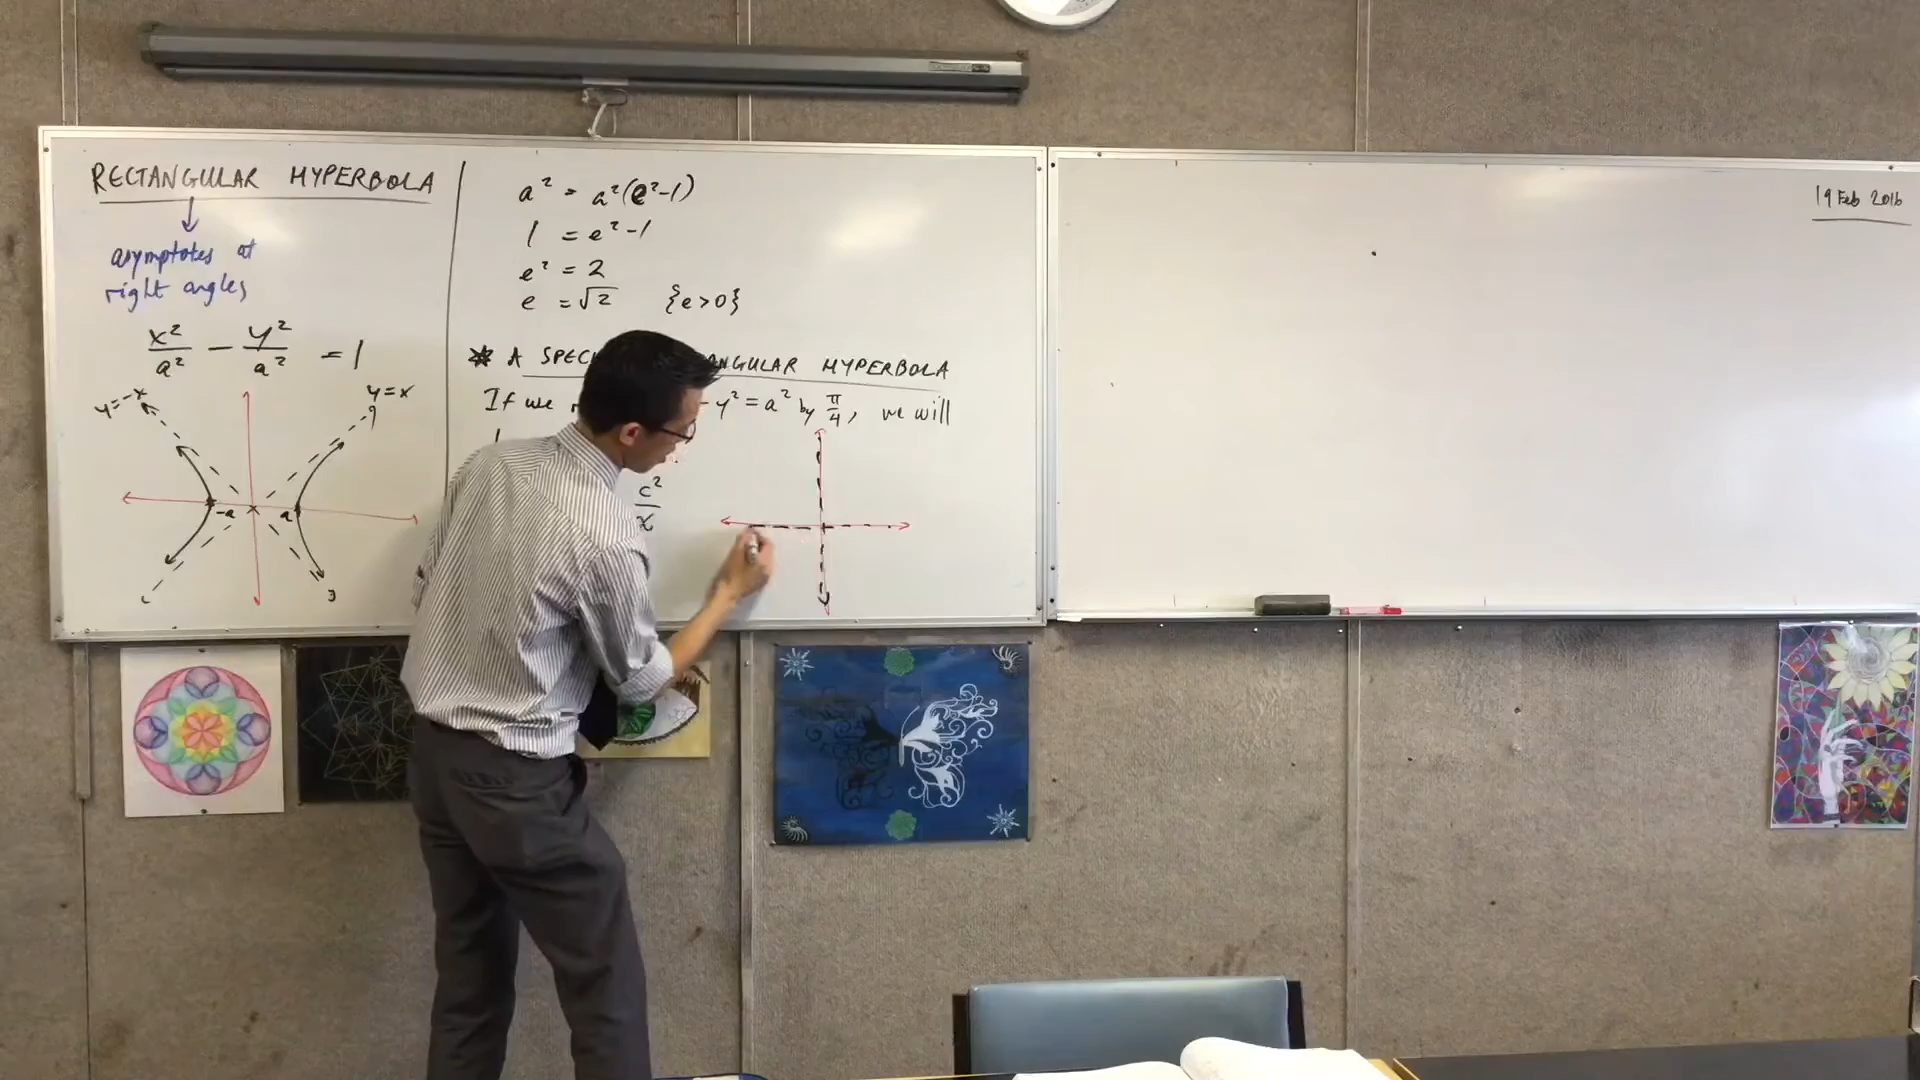 RECTANGULAR HYPERBOLA
asymptotes at
right angles
x²/a² - y²/a² = 1
y=-x
y=x
-a
a
a² = a²(e²-1)
1 = e²-1
e² = 2
e = √2 {e>0}
* A SPEC ANGULAR HYPERBOLA
If we - y² = a² by π/4, we will
c²/x
19 Feb 2016